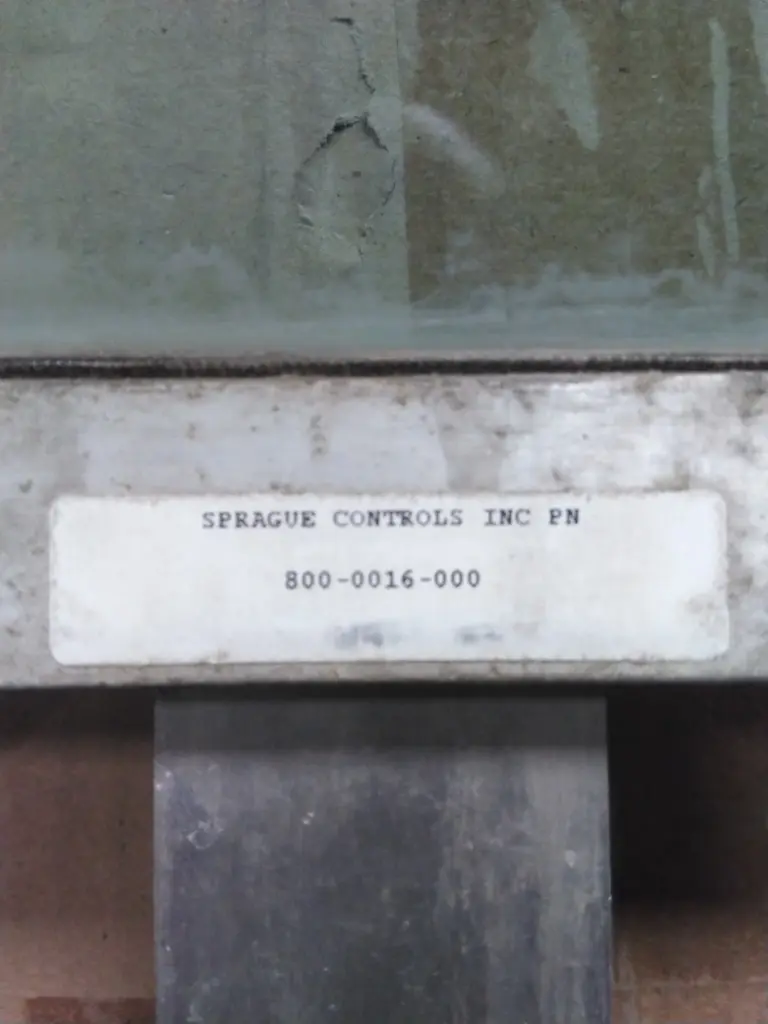 SPRAGUE CONTROLS INC PN
800-0016-000